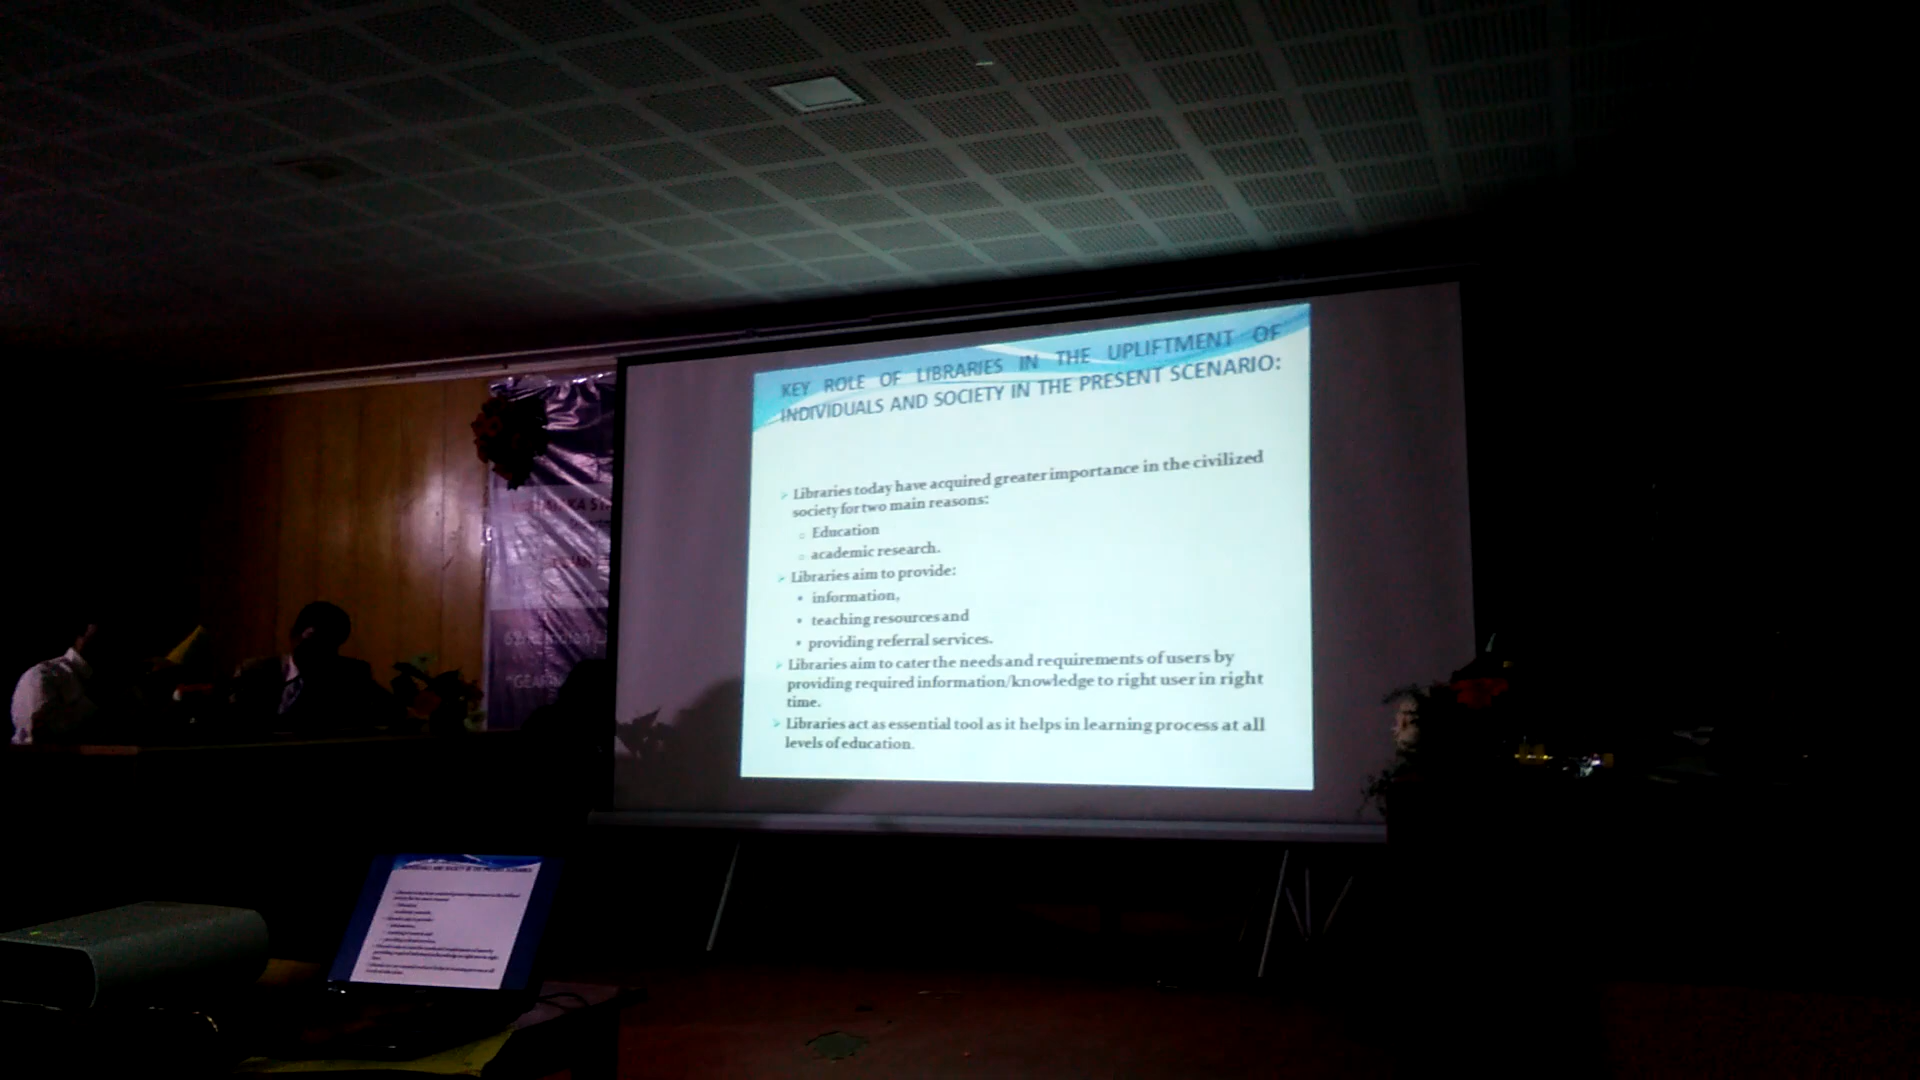 KEY ROLE OF LIBRARIES IN THE UPLIFTMENT OF
INDIVIDUALS AND SOCIETY IN THE PRESENT SCENARIO:
Libraries today have acquired greater importance in the civilized
society for two main reasons:
Education
academic research.
Libraries aim to provide:
information,
teaching resources and
providing referral services.
Libraries aim to cater the needs and requirements of users by
providing required information/knowledge to right user in right
time.
Libraries act as essential tool as it helps in learning process at all
levels of education.